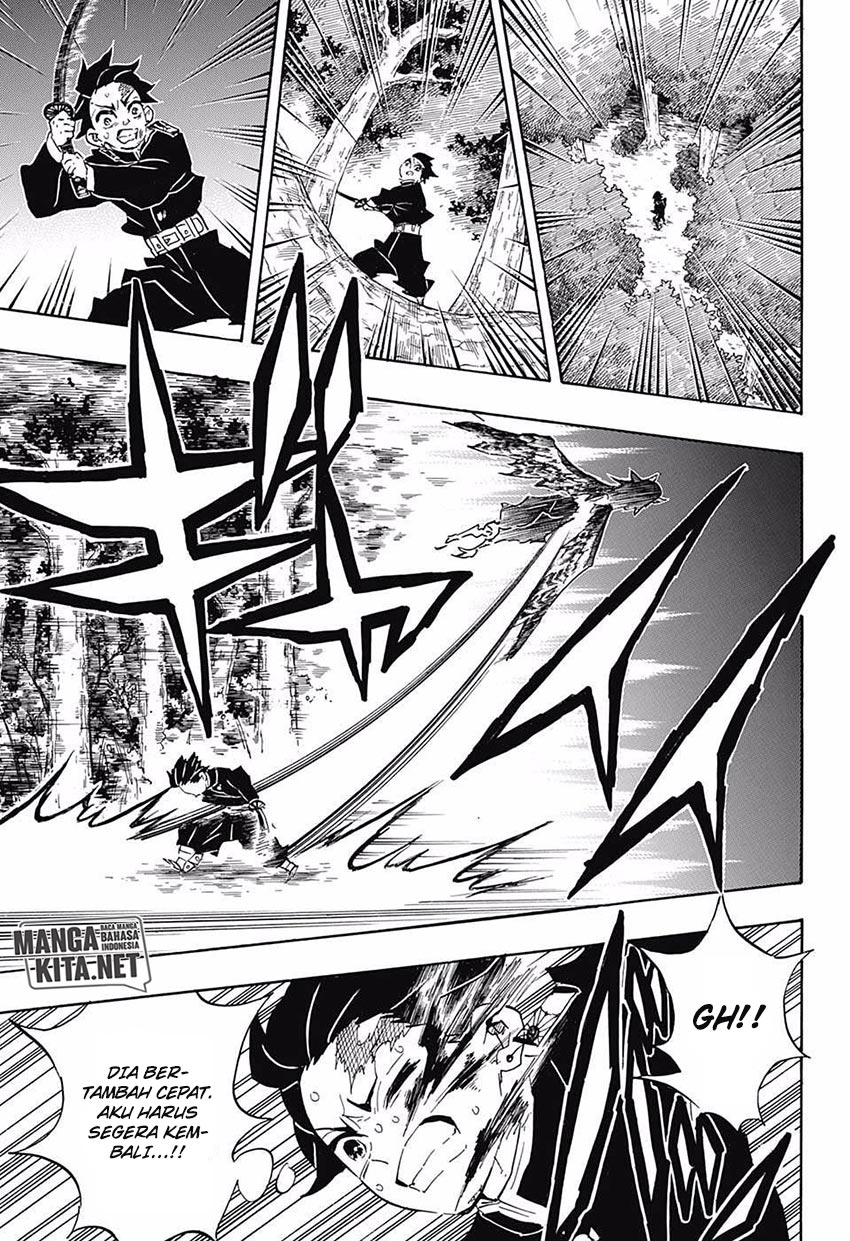 GH!!
DIA BER-
TAMBAH CEPAT.
AKU HARUS
SEGERA KEM-
BALI...!!
MANGA
KITA.NET
BACA MANGA
BAHASA
INDONESIA